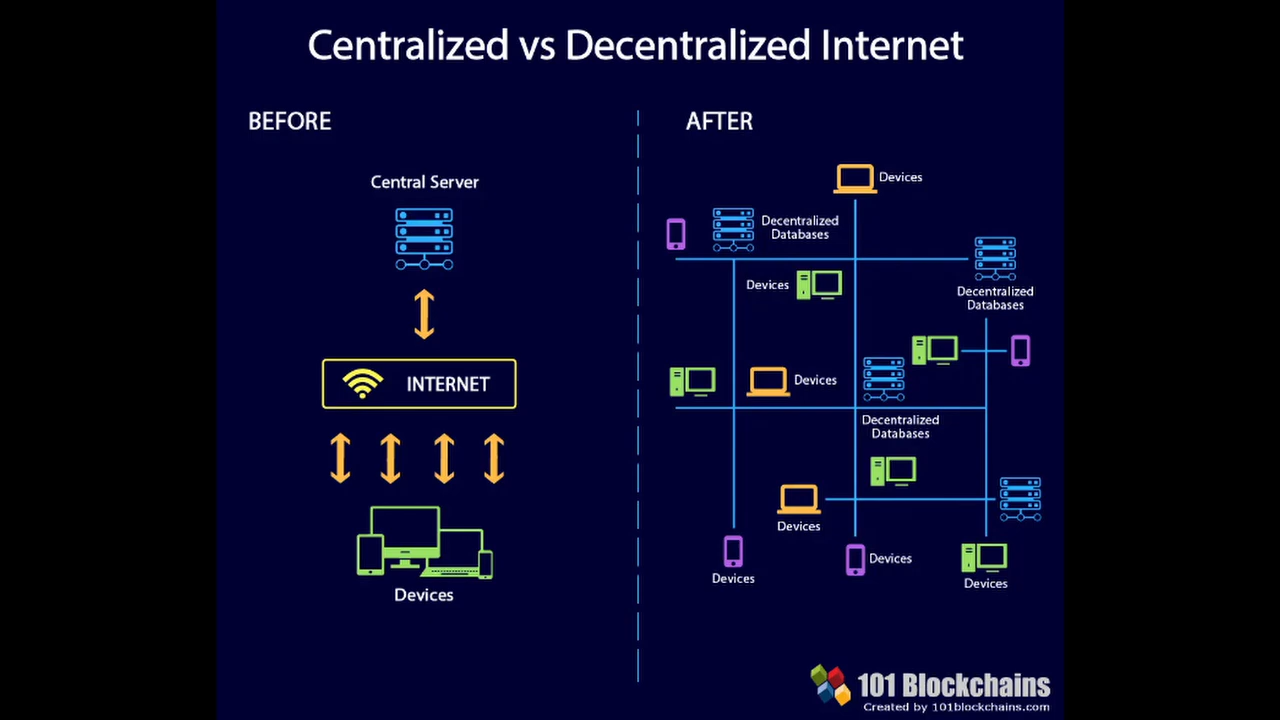 Centralized vs Decentralized Internet
BEFORE
Central Server
INTERNET
Devices
AFTER
Devices
Decentralized
Databases
Devices
Decentralized
Databases
Devices
Decentralized
Databases
Devices
Devices
Devices
Devices
101 Blockchains
Created by 101blockchains.com